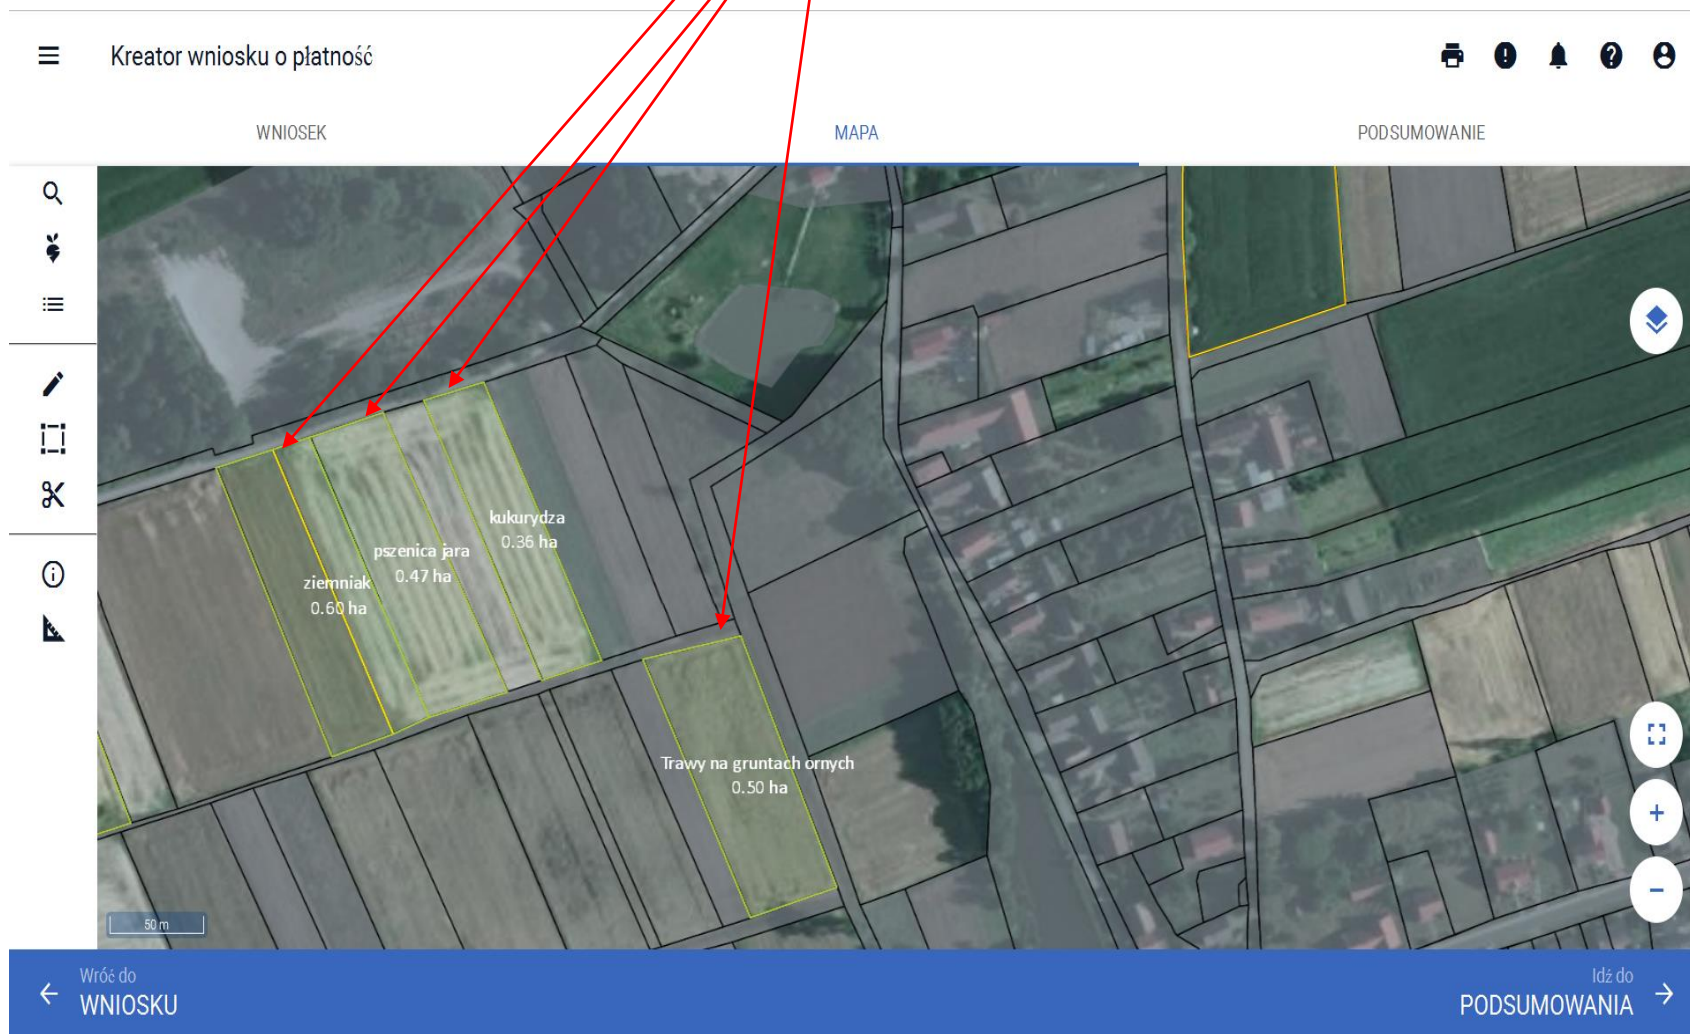 Kreator wniosku o płatność
WNIOSEK
MAPA
PODSUMOWANIE
kukurydza
0.36 ha
pszenica jara
0.47 ha
ziemniak
0.60 ha
Trawy na gruntach ornych
0.50 ha
50 m
Wróć do
WNIOSKU
Idź do
PODSUMOWANIA